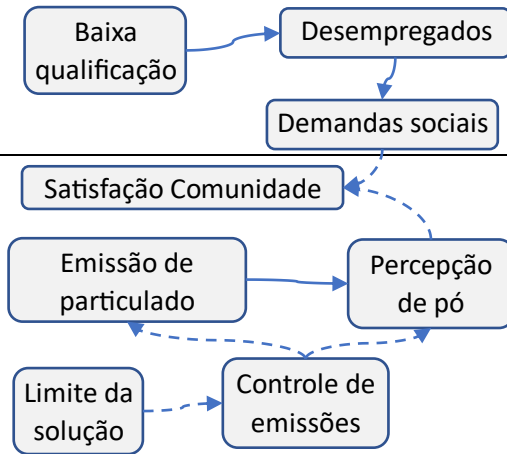 Baixa
qualificação
Desempregados
Demandas sociais
Satisfação Comunidade
Emissão de
particulado
Percepção
de pó
Limite da
solução
Controle de
emissões